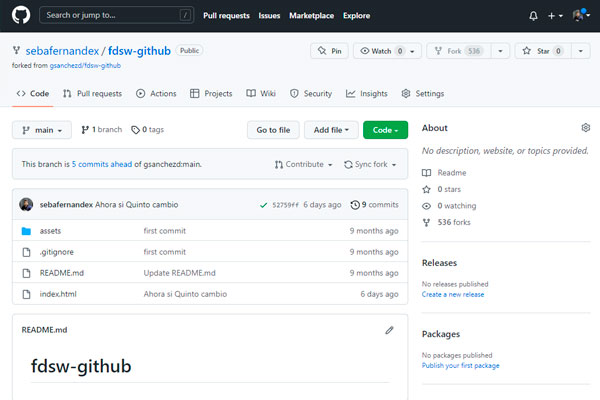 Search or jump to... /
Pull requests Issues Marketplace Explore
sebafernandex / fdsw-github Public
forked from gsanchezd/fdsw-github
Pin Watch 0 Fork 536 Star 0
Code Pull requests Actions Projects Wiki Security Insights Settings
main 1 branch 0 tags Go to file Add file Code
This branch is 5 commits ahead of gsanchezd:main. Contribute Sync fork
sebafernandex Ahora si Quinto cambio 52759ff 6 days ago 9 commits
assets first commit 9 months ago
.gitignore first commit 9 months ago
README.md Update README.md 9 months ago
index.html Ahora si Quinto cambio 6 days ago
README.md
fdsw-github
About
No description, website, or topics provided.
Readme
0 stars
0 watching
536 forks
Releases
No releases published
Create a new release
Packages
No packages published
Publish your first package